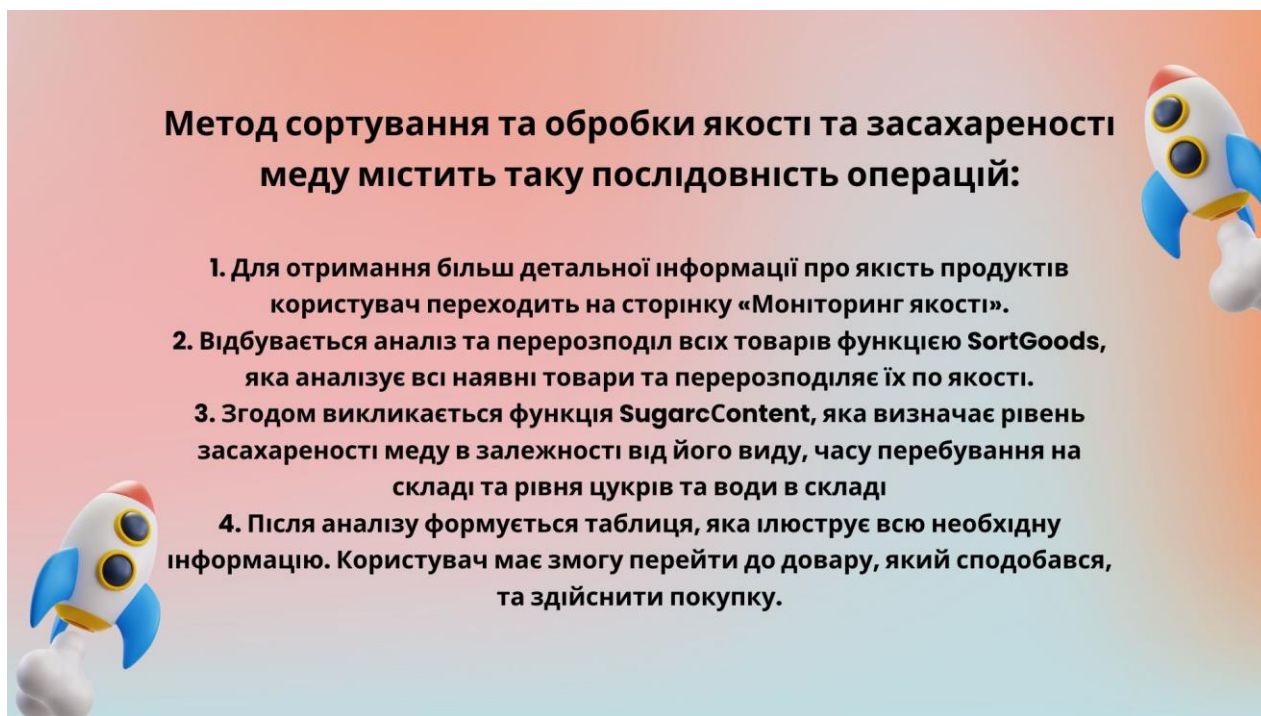 Метод сортування та обробки якості та засахареності
меду містить таку послідовність операцій:
1. Для отримання більш детальної інформації про якість продуктів
користувач переходить на сторінку «Моніторинг якості».
2. Відбувається аналіз та перерозподіл всіх товарів функцією SortGoods,
яка аналізує всі наявні товари та перерозподіляє їх по якості.
3. Згодом викликається функція SugarcContent, яка визначає рівень
засахареності меду в залежності від його виду, часу перебування на
складі та рівня цукрів та води в складі
4. Після аналізу формується таблиця, яка ілюструє всю необхідну
інформацію. Користувач має змогу перейти до довару, який сподобався,
та здійснити покупку.